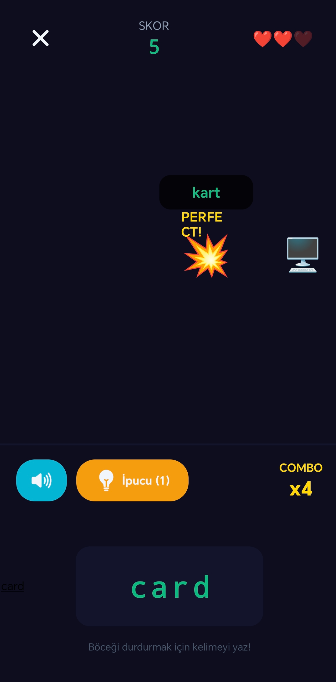 SKOR
5
kart
PERFE
CT!
İpucu (1)
COMBO
x4
card
card
Böceği durdurmak için kelimeyi yaz!